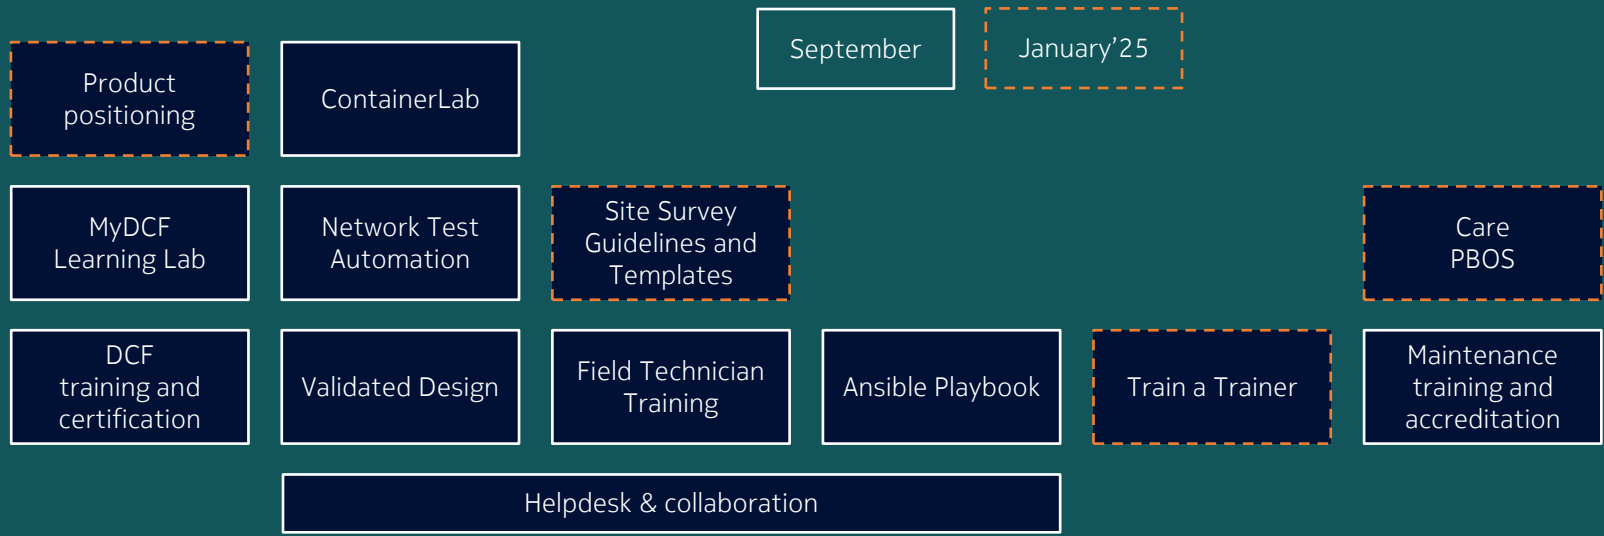 September
January’25
Product
positioning
ContainerLab
MyDCF
Learning Lab
Network Test
Automation
Site Survey
Guidelines and
Templates
Care
PBOS
DCF
training and
certification
Validated Design
Field Technician
Training
Ansible Playbook
Train a Trainer
Maintenance
training and
accreditation
Helpdesk & collaboration